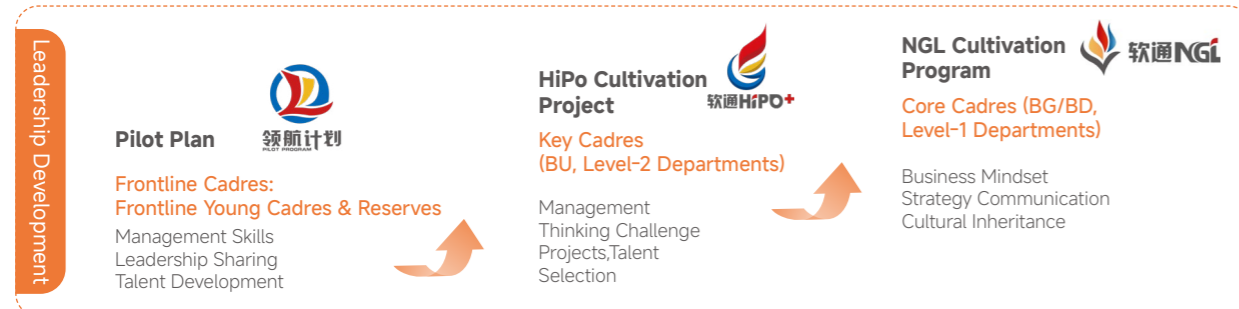 Leadership Development
Pilot Plan
领航计划
PILOT PROGRAM
Frontline Cadres:
Frontline Young Cadres & Reserves
Management Skills
Leadership Sharing
Talent Development
HiPo Cultivation
Project
软通HiPO+
Key Cadres
(BU, Level-2 Departments)
Management
Thinking Challenge
Projects,Talent
Selection
NGL Cultivation
Program
软通NGL
Core Cadres (BG/BD,
Level-1 Departments)
Business Mindset
Strategy Communication
Cultural Inheritance